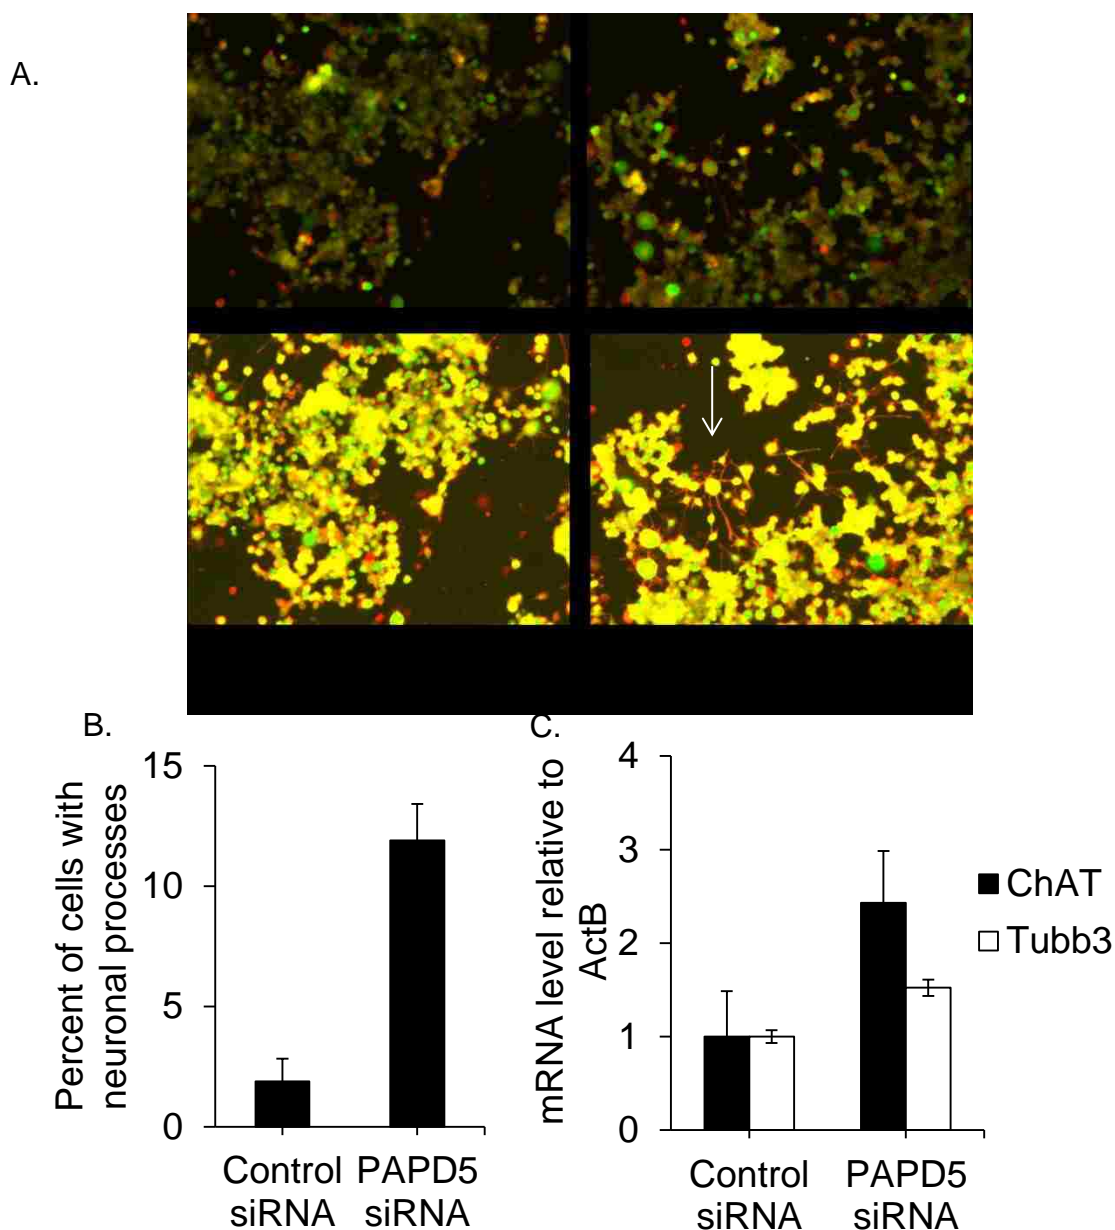 A.
B.
Percent of cells with
neuronal processes
15
10
5
0
Control
siRNA
PAPD5
siRNA
C.
mRNA level relative to
ActB
4
3
2
1
0
Control
siRNA
PAPD5
siRNA
ChAT
Tubb3